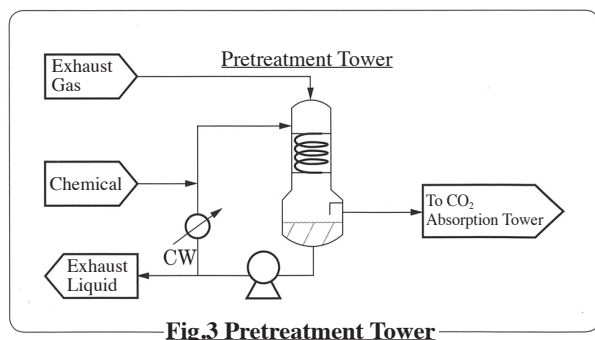 Pretreatment Tower
Exhaust
Gas
Chemical
To CO₂
Absorption Tower
CW
Exhaust
Liquid
Fig.3 Pretreatment Tower